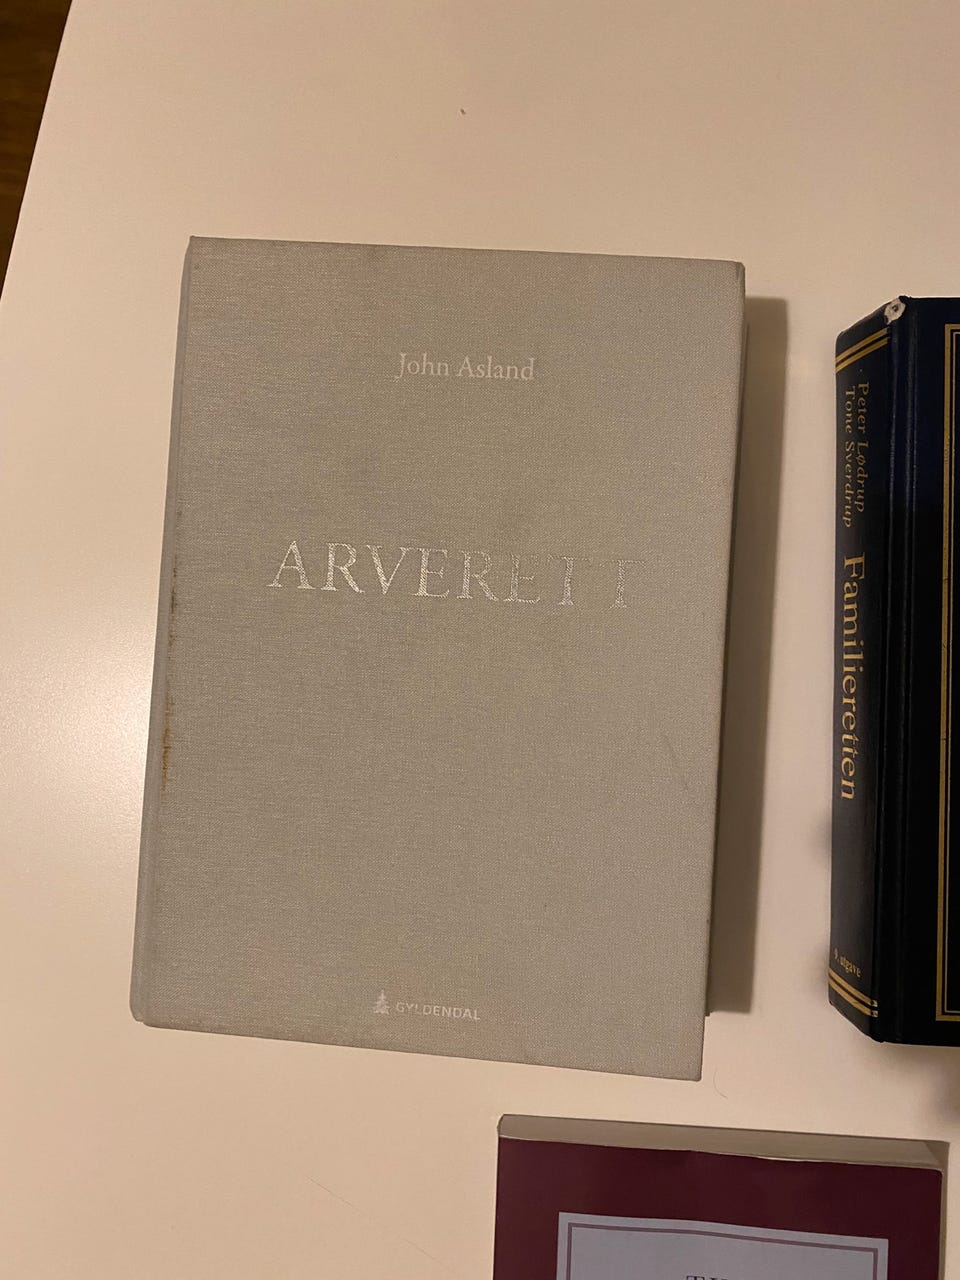 John Asland
ARVERETT
GYLDENDAL
Peter Lødrup
Tone Sverdrup
Familieretten
9. utgave